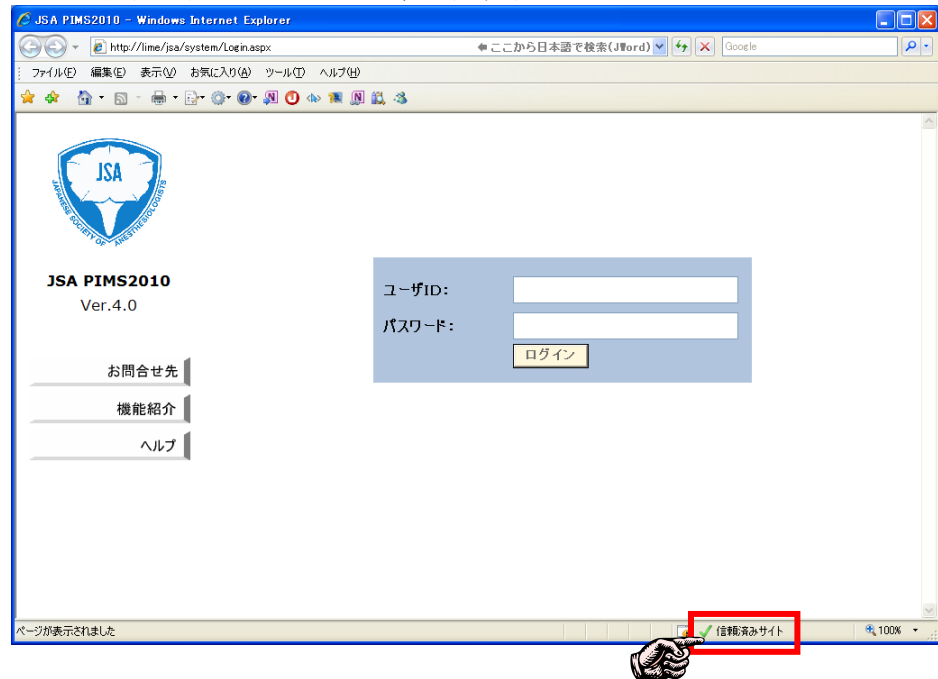 JSA PIMS2010 - Windows Internet Explorer
http://lime/jsa/system/Login.aspx
ここから日本語で検索(JWord)
Google
ファイル(F) 編集(E) 表示(V) お気に入り(A) ツール(T) ヘルプ(H)
JSA
JAPANESE SOCIETY OF ANESTHESIOLOGISTS
JSA PIMS2010
Ver.4.0
お問合せ先
機能紹介
ヘルプ
ユーザID:
パスワード:
ログイン
ページが表示されました
信頼済みサイト
100%